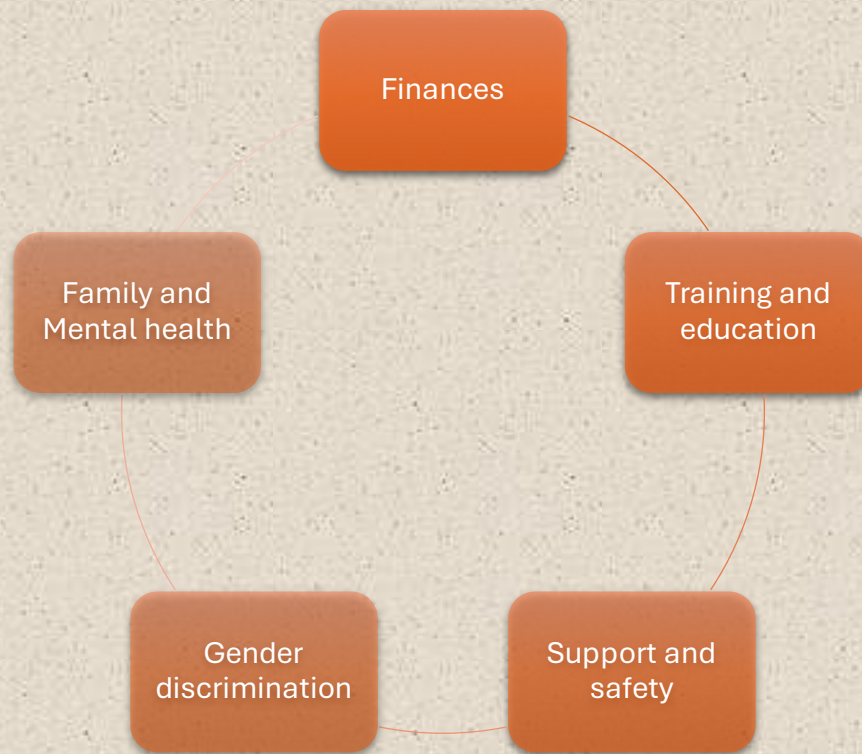 Finances
Training and
education
Support and
safety
Gender
discrimination
Family and
Mental health